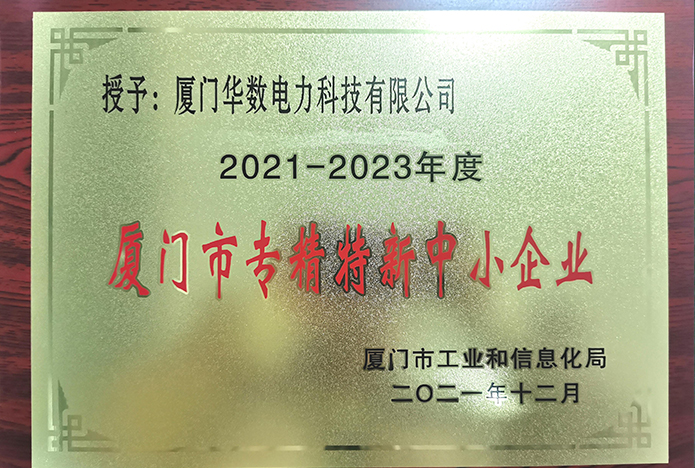 授予：厦门华数电力科技有限公司
2021-2023年度
厦门市专精特新中小企业
厦门市工业和信息化局
二〇二一年十二月